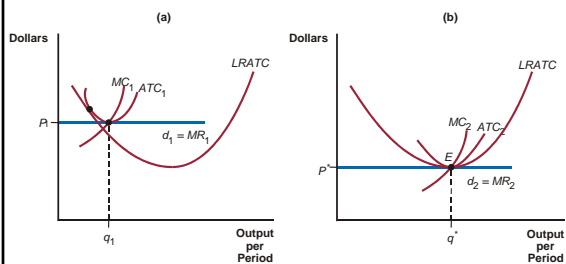 (a)
Dollars
MC1
ATC1
LRATC
P1
d1 = MR1
q1
Output
per
Period
(b)
Dollars
LRATC
MC2
ATC2
E
P*
d2 = MR2
q*
Output
per
Period